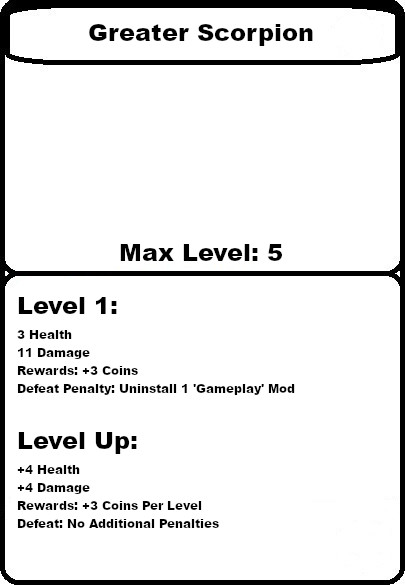 Greater Scorpion
Max Level: 5
Level 1:
3 Health
11 Damage
Rewards: +3 Coins
Defeat Penalty: Uninstall 1 'Gameplay' Mod
Level Up:
+4 Health
+4 Damage
Rewards: +3 Coins Per Level
Defeat: No Additional Penalties